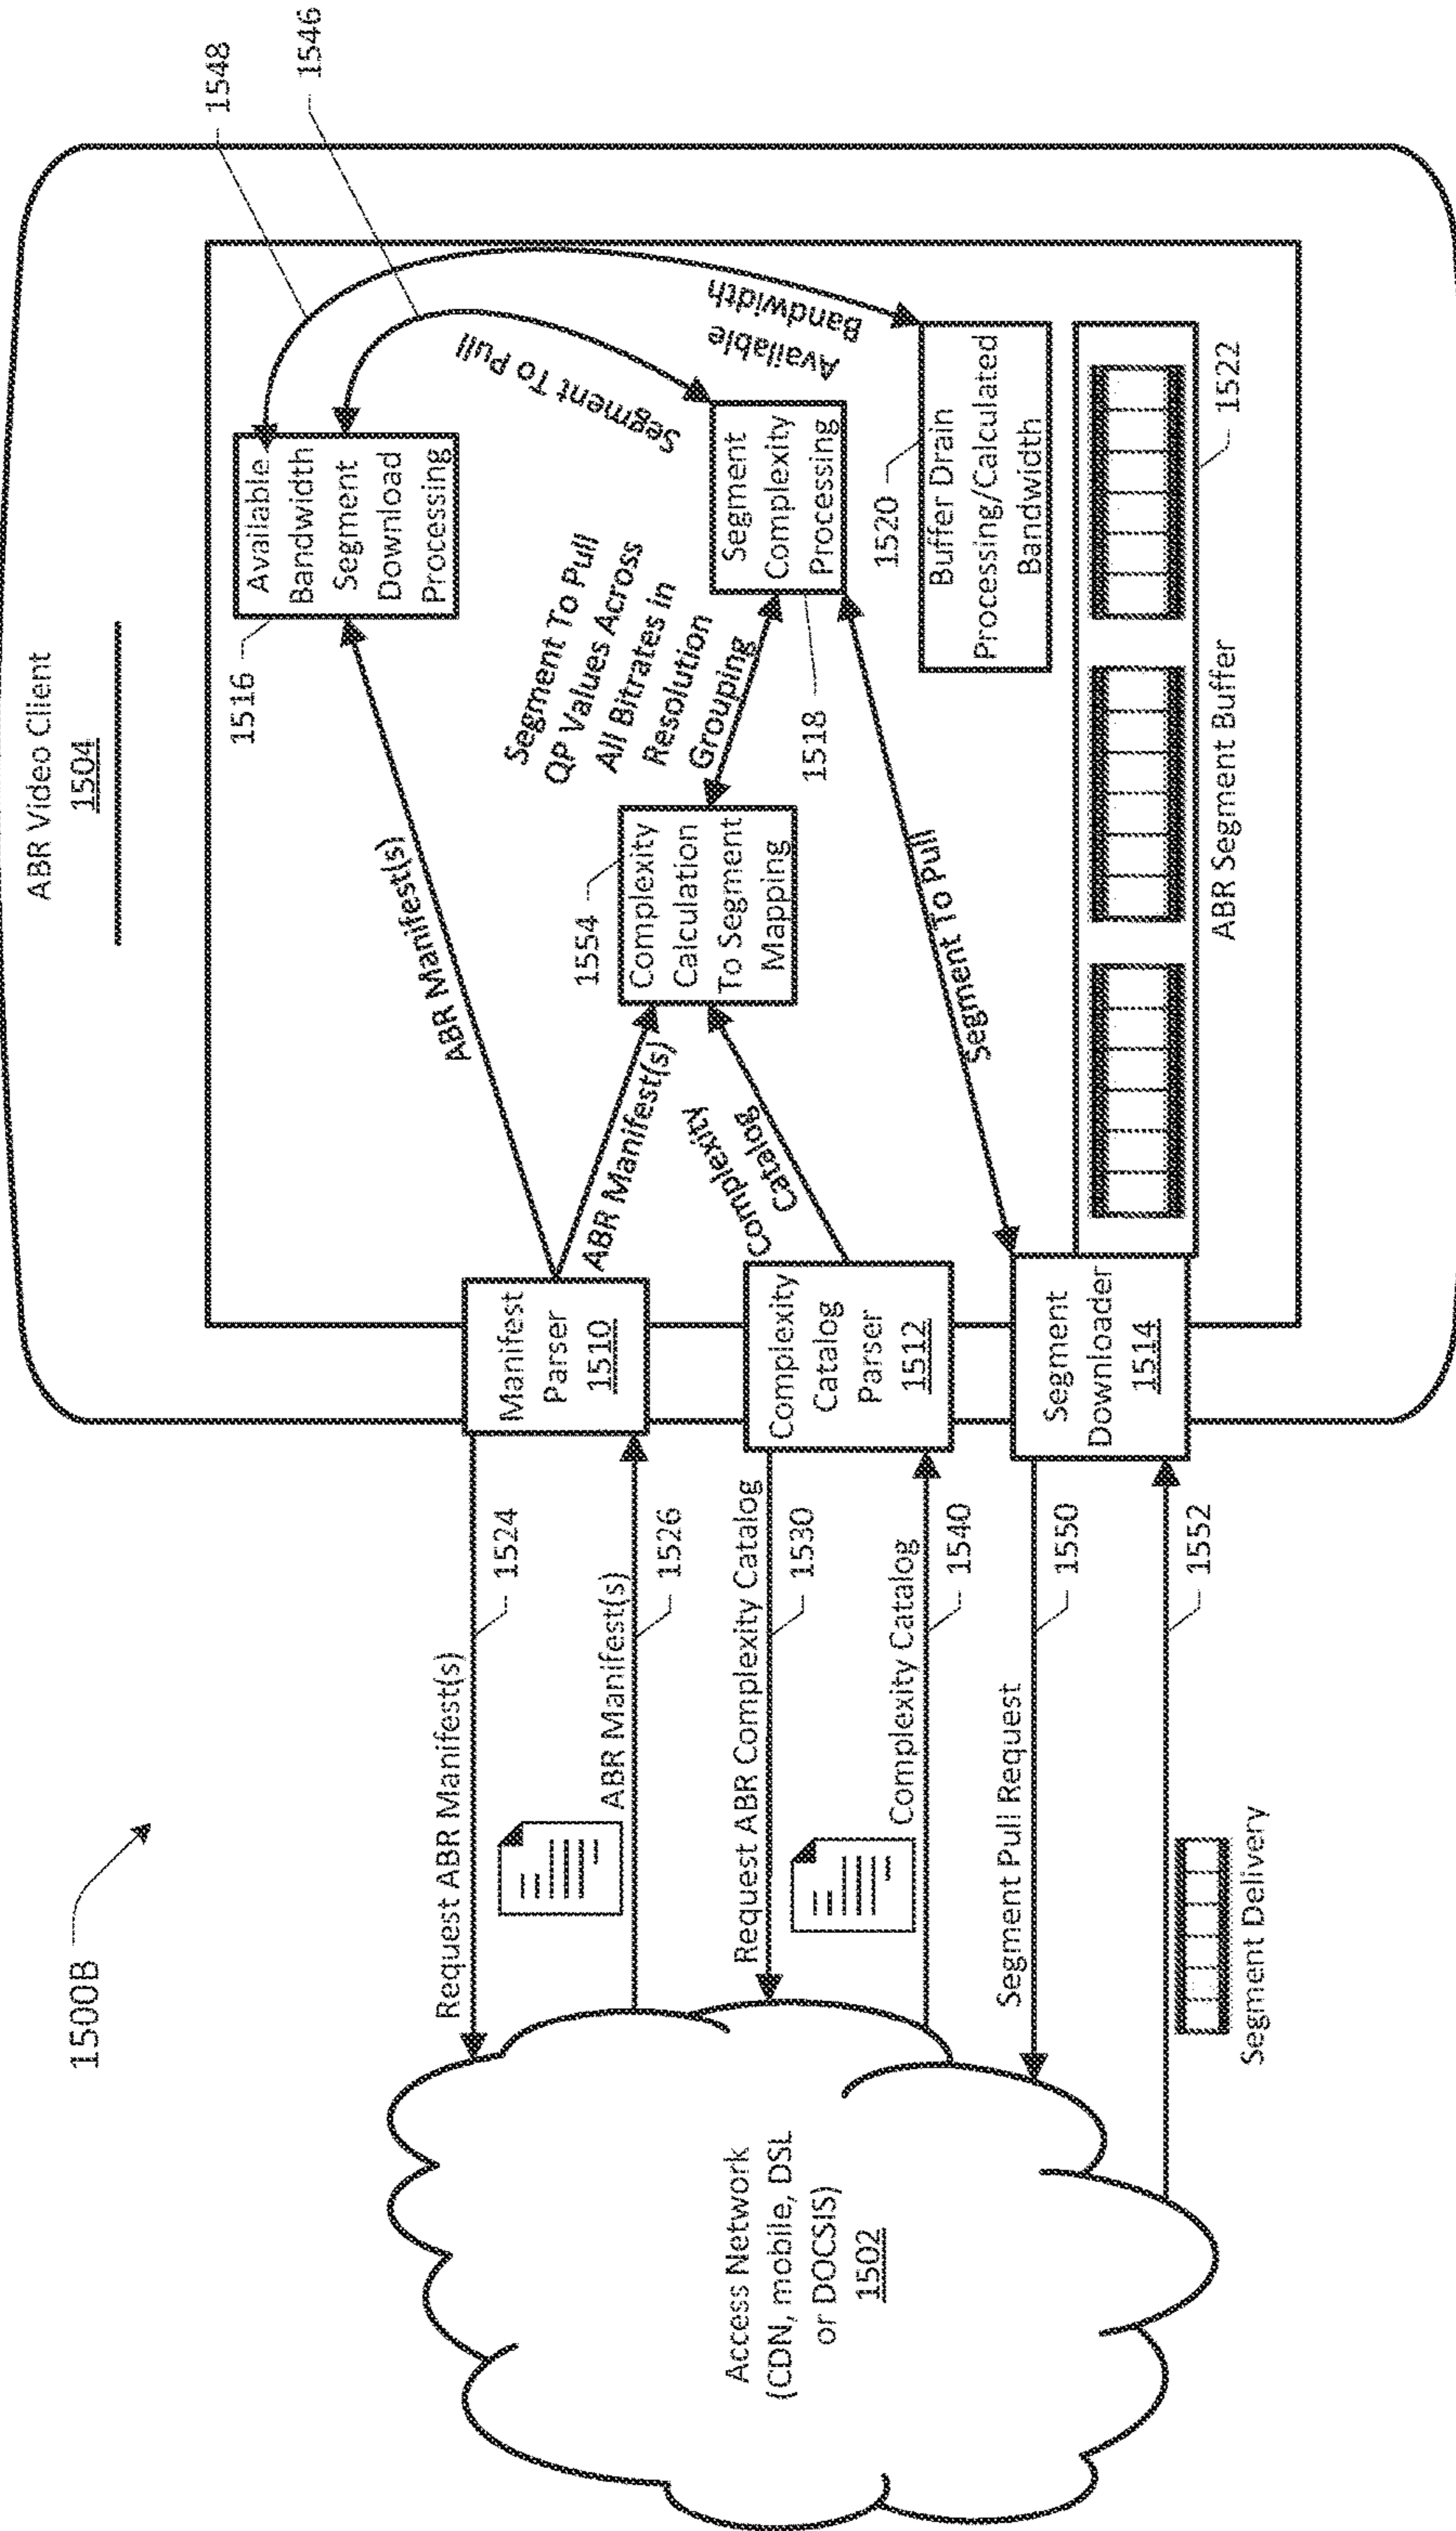 1500B
ABR Video Client
1504
1548
1546
Request ABR Manifest(s)
1524
ABR Manifest(s)
1526
Request ABR Complexity Catalog
1530
Complexity Catalog
1540
Segment Pull Request
1550
1552
Segment Delivery
Access Network
(CDN, mobile, DSL
or DOCSIS)
1502
Manifest
Parser
1510
Complexity
Catalog
Parser
1512
Segment
Downloader
1514
ABR Manifest(s)
ABR Manifest(s)
Complexity
Catalog
1516
Available
Bandwidth
Segment
Download
Processing
1554
Complexity
Calculation
To Segment
Mapping
Segment To Pull
QP Values Across
All Bitrates in
Resolution
Grouping
Segment To Pull
Segment
Complexity
Processing
1518
Available
Bandwidth
Segment To Pull
1520
Buffer Drain
Processing/Calculated
Bandwidth
ABR Segment Buffer
1522